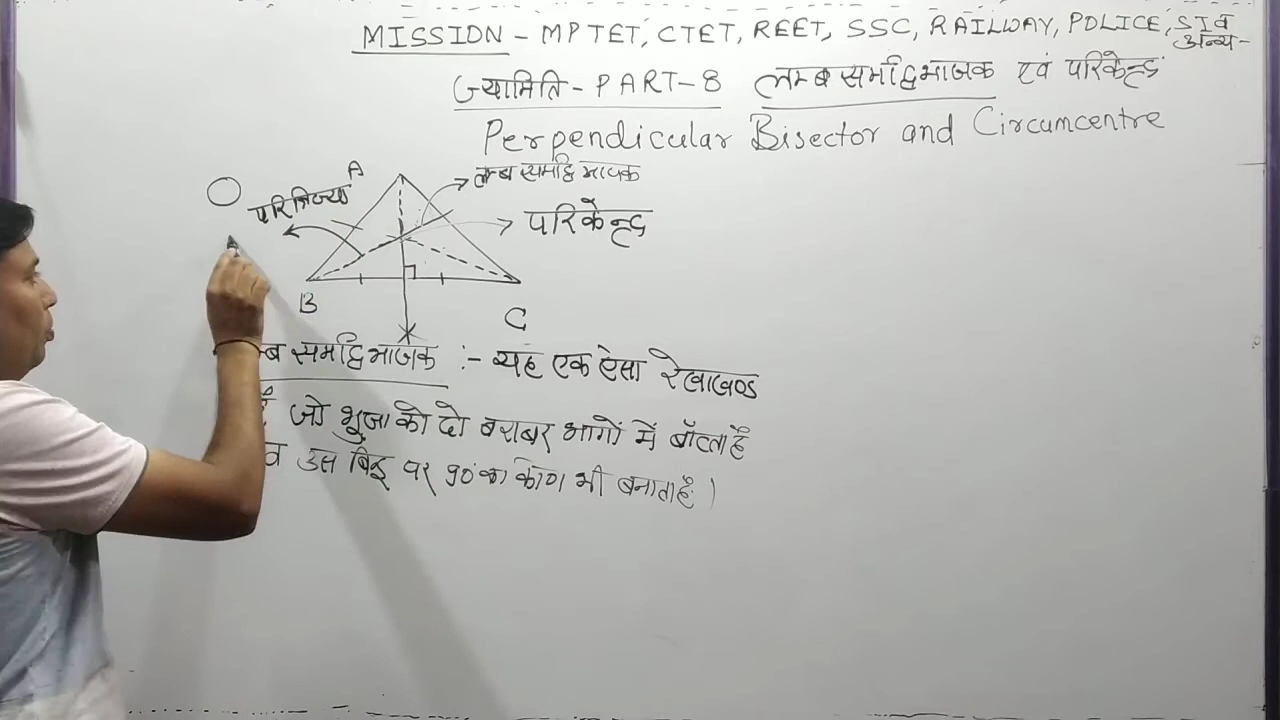 MISSION - MPTET, CTET, REET, SSC, RAILWAY, POLICE, SI व
अन्य-
ज्यामिति - PART-8 लम्ब समद्विभाजक एवं परिकेन्द्र
Perpendicular Bisector and Circumcentre
लम्ब समद्विभाजक
A
परित्रिज्या
परिकेन्द्र
B
C
म्ब समद्विभाजक :- यह एक ऐसा रेखाखण्ड
है जो भुजा को दो बराबर भागों में बॉटता है
व उस बिन्दु पर 90° का कोण भी बनाता है।